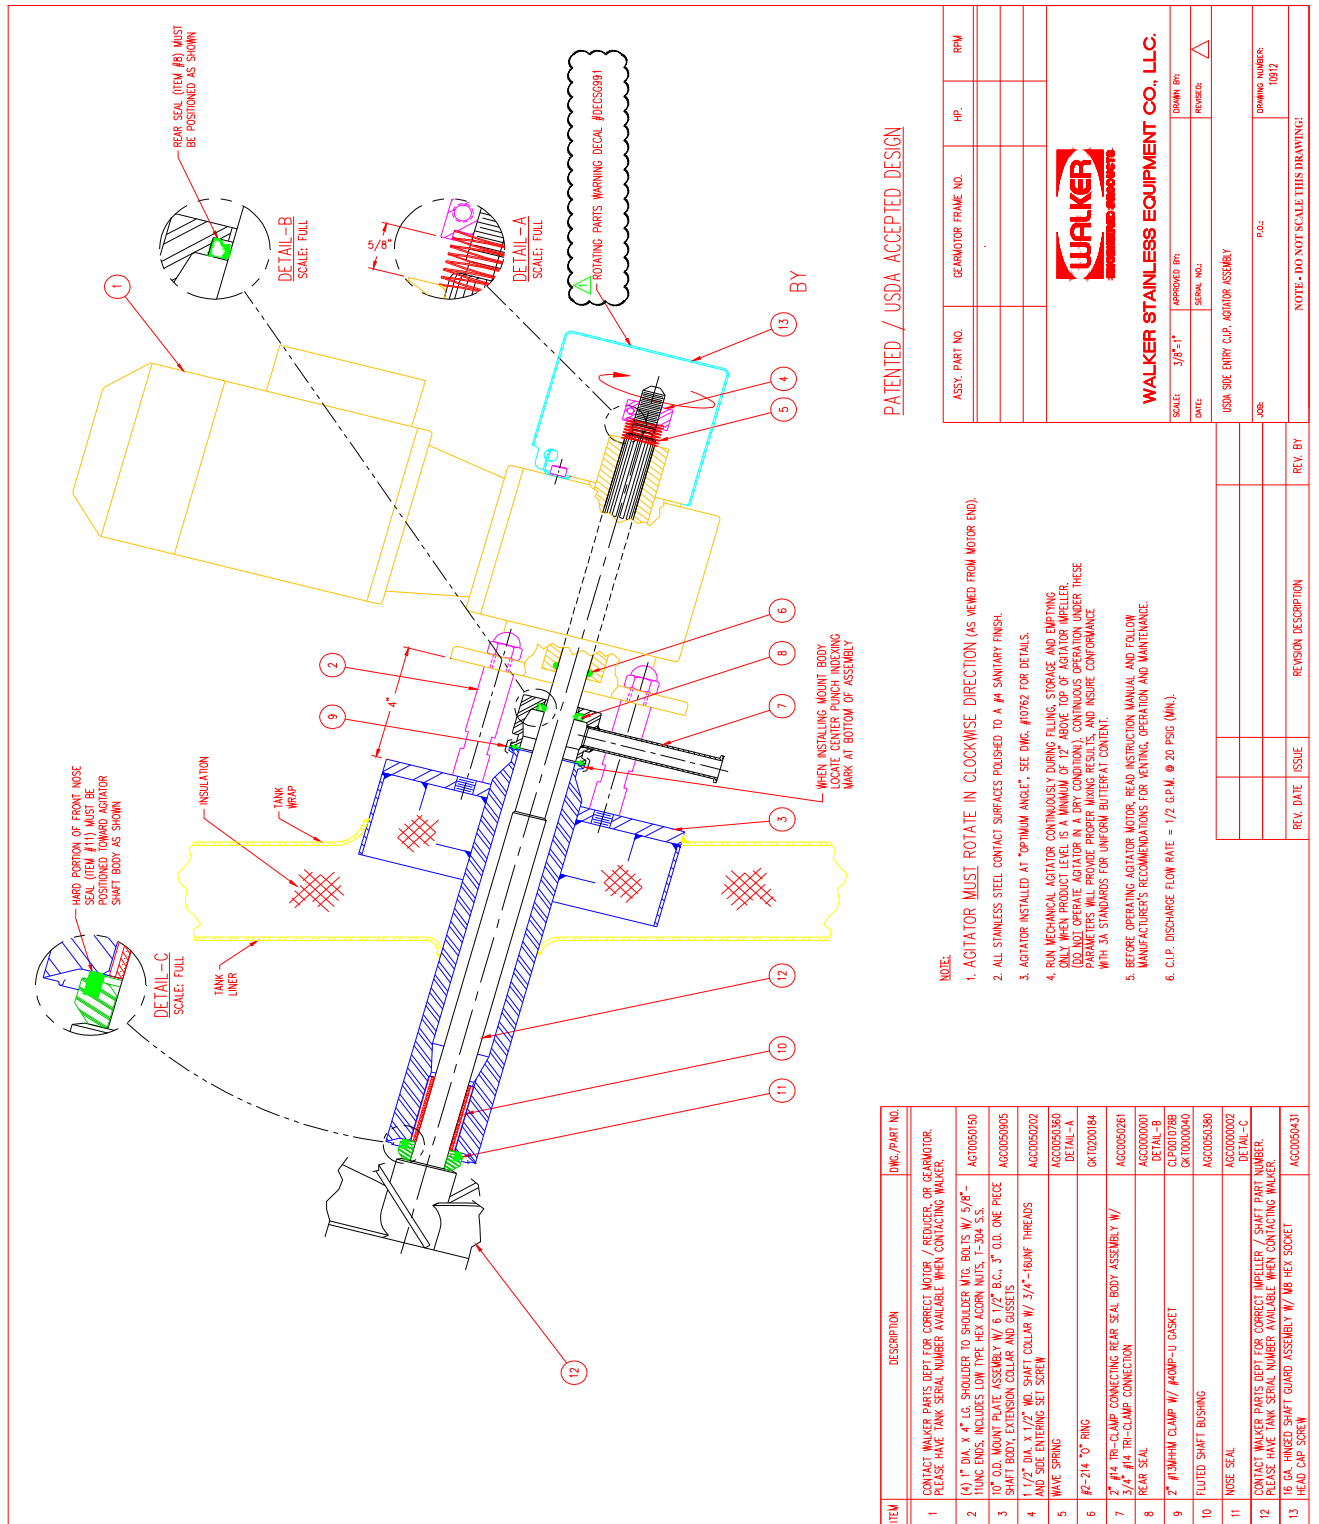 REAR SEAL (ITEM #8) MUST
BE POSITIONED AS SHOWN
DETAIL-B
SCALE: FULL
5/8"
DETAIL-A
SCALE: FULL
ROTATING PARTS WARNING DECAL #DECSG991
1
BY
13
4
5
6
8
7
2
9
4"
WHEN INSTALLING MOUNT BODY
LOCATE CENTER PUNCH INDEXING
MARK AT BOTTOM OF ASSEMBLY
3
INSULATION
TANK
WRAP
HARD PORTION OF FRONT NOSE
SEAL (ITEM #11) MUST BE
POSITIONED TOWARD AGITATOR
SHAFT BODY AS SHOWN
DETAIL-C
SCALE: FULL
TANK
LINER
12
10
11
12
PATENTED / USDA ACCEPTED DESIGN
NOTE:
1. AGITATOR MUST ROTATE IN CLOCKWISE DIRECTION (AS VIEWED FROM MOTOR END).
2. ALL STAINLESS STEEL CONTACT SURFACES POLISHED TO A #4 SANITARY FINISH.
3. AGITATOR INSTALLED AT "OPTIMUM ANGLE", SEE DWG. #10762 FOR DETAILS.
4. RUN MECHANICAL AGITATOR CONTINUOUSLY DURING FILLING, STORAGE AND EMPTYING
ONLY WHEN PRODUCT LEVEL IS A MINIMUM OF 12" ABOVE TOP OF AGITATOR IMPELLER.
(DO NOT OPERATE AGITATOR IN A DRY CONDITION). CONTINUOUS OPERATION UNDER THESE
PARAMETERS WILL PROVIDE PROPER MIXING RESULTS, AND INSURE CONFORMANCE
WITH 3A STANDARDS FOR UNIFORM BUTTERFAT CONTENT.
5. BEFORE OPERATING AGITATOR MOTOR, READ INSTRUCTION MANUAL AND FOLLOW
MANUFACTURER'S RECOMMENDATIONS FOR VENTING, OPERATION AND MAINTENANCE.
6. C.I.P. DISCHARGE FLOW RATE = 1/2 G.P.M. @ 20 PSIG (MIN.).
ASSY. PART NO. GEARMOTOR FRAME NO. HP. RPM
WALKER
ENGINEERED PRODUCTS
WALKER STAINLESS EQUIPMENT CO., LLC.
SCALE: 3/8"=1" APPROVED BY: DRAWN BY:
DATE: SERIAL NO.: REVISED:
USDA SIDE ENTRY C.I.P. AGITATOR ASSEMBLY
JOB: P.O.: DRAWING NUMBER:
10912
NOTE - DO NOT SCALE THIS DRAWING!
REV. DATE ISSUE REVISION DESCRIPTION REV. BY
ITEM DESCRIPTION DWG./PART NO.
1 CONTACT WALKER PARTS DEPT FOR CORRECT MOTOR / REDUCER, OR GEARMOTOR.
PLEASE HAVE TANK SERIAL NUMBER AVAILABLE WHEN CONTACTING WALKER.
2 (4) 1" DIA. X 4" LG. SHOULDER TO SHOULDER MTG. BOLTS W/ 5/8"-
11UNC ENDS, INCLUDES LOW TYPE HEX ACORN NUTS, T-304 S.S. AGT0050150
3 10" O.D. MOUNT PLATE ASSEMBLY W/ 6 1/2" B.C., 3" O.D. ONE PIECE
SHAFT BODY, EXTENSION COLLAR AND GUSSETS AGC0050905
4 1 1/2" DIA. X 1/2" WD. SHAFT COLLAR W/ 3/4"-16UNF THREADS
AND SIDE ENTERING SET SCREW AGC0050202
5 WAVE SPRING AGC0050360
DETAIL-A
6 #2-214 "O" RING GKT0200184
7 2" #14 TRI-CLAMP CONNECTING REAR SEAL BODY ASSEMBLY W/
3/4" #14 TRI-CLAMP CONNECTION AGC0050261
8 REAR SEAL AGC0000001
DETAIL-B
9 2" #13MHHM CLAMP W/ #40MP-U GASKET CLP0010788
GKT0000040
10 FLUTED SHAFT BUSHING AGC0050380
11 NOSE SEAL AGC0000002
DETAIL-C
12 CONTACT WALKER PARTS DEPT FOR CORRECT IMPELLER / SHAFT PART NUMBER.
PLEASE HAVE TANK SERIAL NUMBER AVAILABLE WHEN CONTACTING WALKER.
13 16 GA. HINGED SHAFT GUARD ASSEMBLY W/ M8 HEX SOCKET
HEAD CAP SCREW AGC0050431